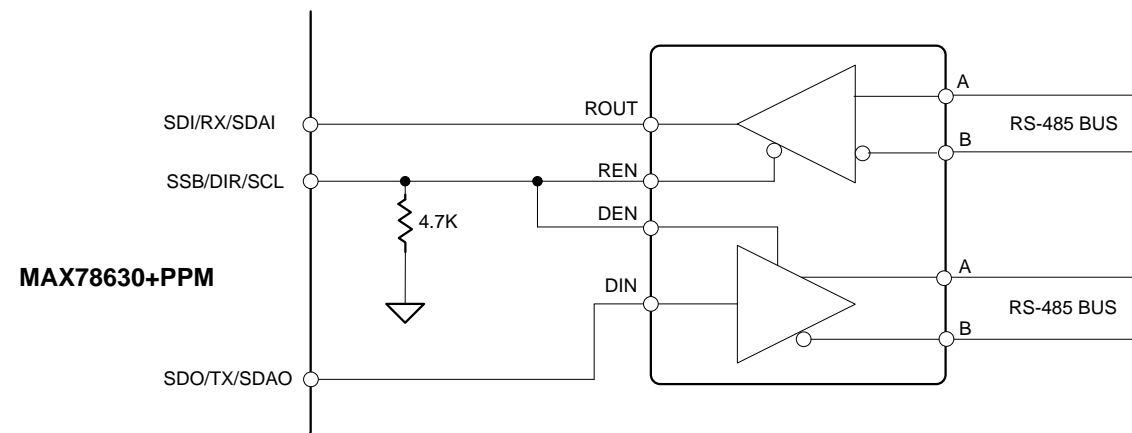 A
ROUT
SDI/RX/SDAI
RS-485 BUS
B
SSB/DIR/SCL
REN
DEN
4.7K
MAX78630+PPM
A
DIN
RS-485 BUS
B
SDO/TX/SDAO